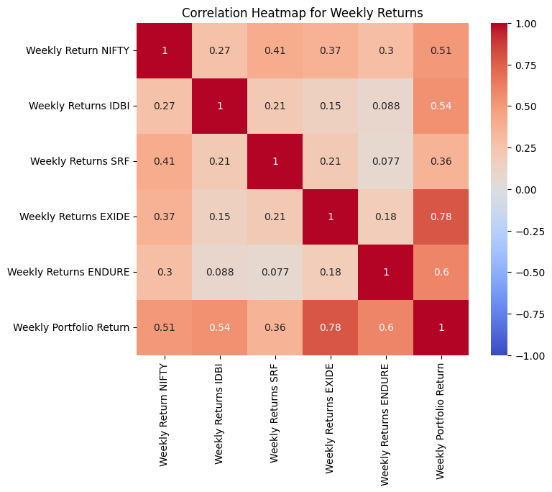 Correlation Heatmap for Weekly Returns
Weekly Return NIFTY 1 0.27 0.41 0.37 0.3 0.51
Weekly Returns IDBI 0.27 1 0.21 0.15 0.088 0.54
Weekly Returns SRF 0.41 0.21 1 0.21 0.077 0.36
Weekly Returns EXIDE 0.37 0.15 0.21 1 0.18 0.78
Weekly Returns ENDURE 0.3 0.088 0.077 0.18 1 0.6
Weekly Portfolio Return 0.51 0.54 0.36 0.78 0.6 1
Weekly Return NIFTY
Weekly Returns IDBI
Weekly Returns SRF
Weekly Returns EXIDE
Weekly Returns ENDURE
Weekly Portfolio Return
1.00
0.75
0.50
0.25
0.00
−0.25
−0.50
−0.75
−1.00